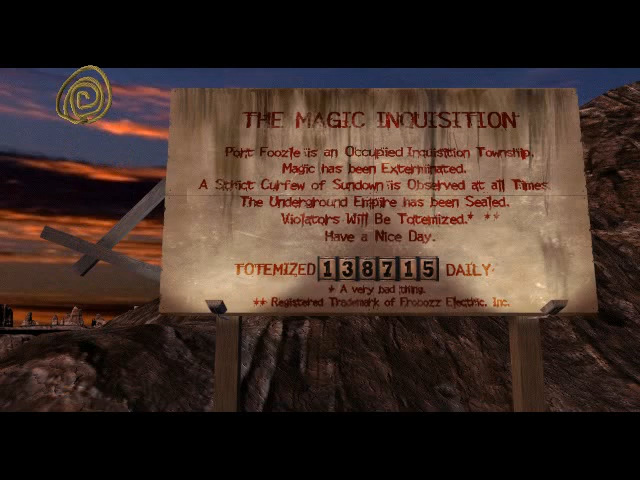 THE MAGIC INQUISITION
Port Foozle is an Occupied Inquisition Township.
Magic has been Exterminated.
A Strict Curfew of Sundown is Observed at all Times.
The Underground Empire has been Sealed.
Violators Will Be Totemized.* **
Have a Nice Day.
TOTEMIZED 138715 DAILY
* A very bad thing.
** Registered Trademark of Frobozz Electric, Inc.